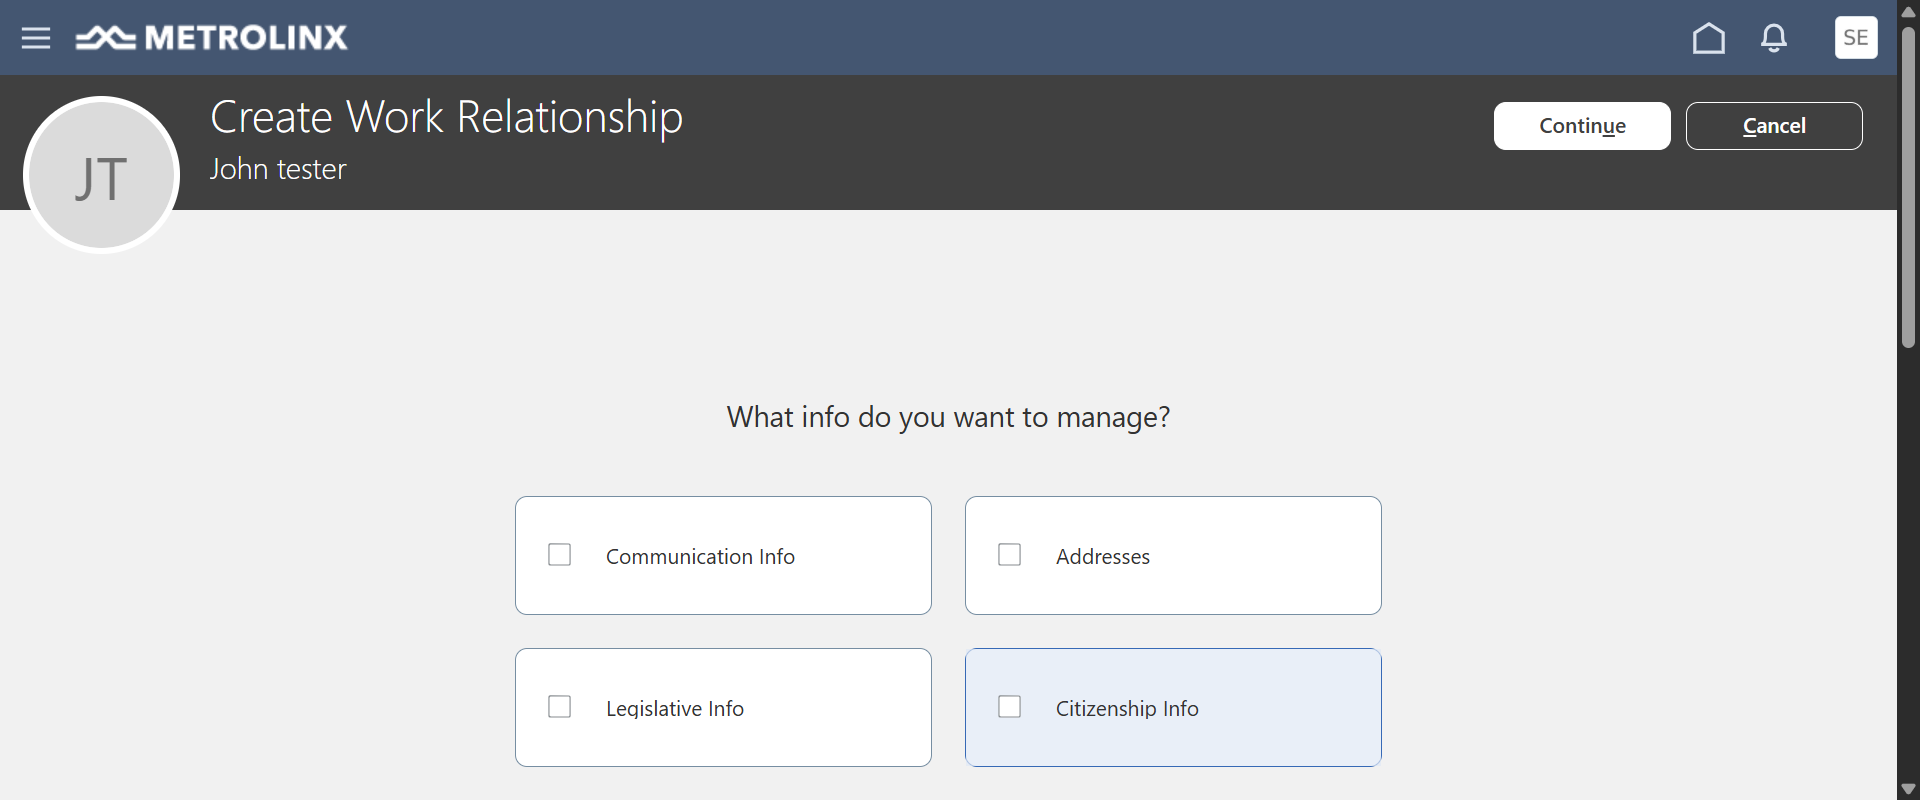 METROLINX
SE
JT
Create Work Relationship
John tester
Continue
Cancel
What info do you want to manage?
Communication Info
Addresses
Legislative Info
Citizenship Info